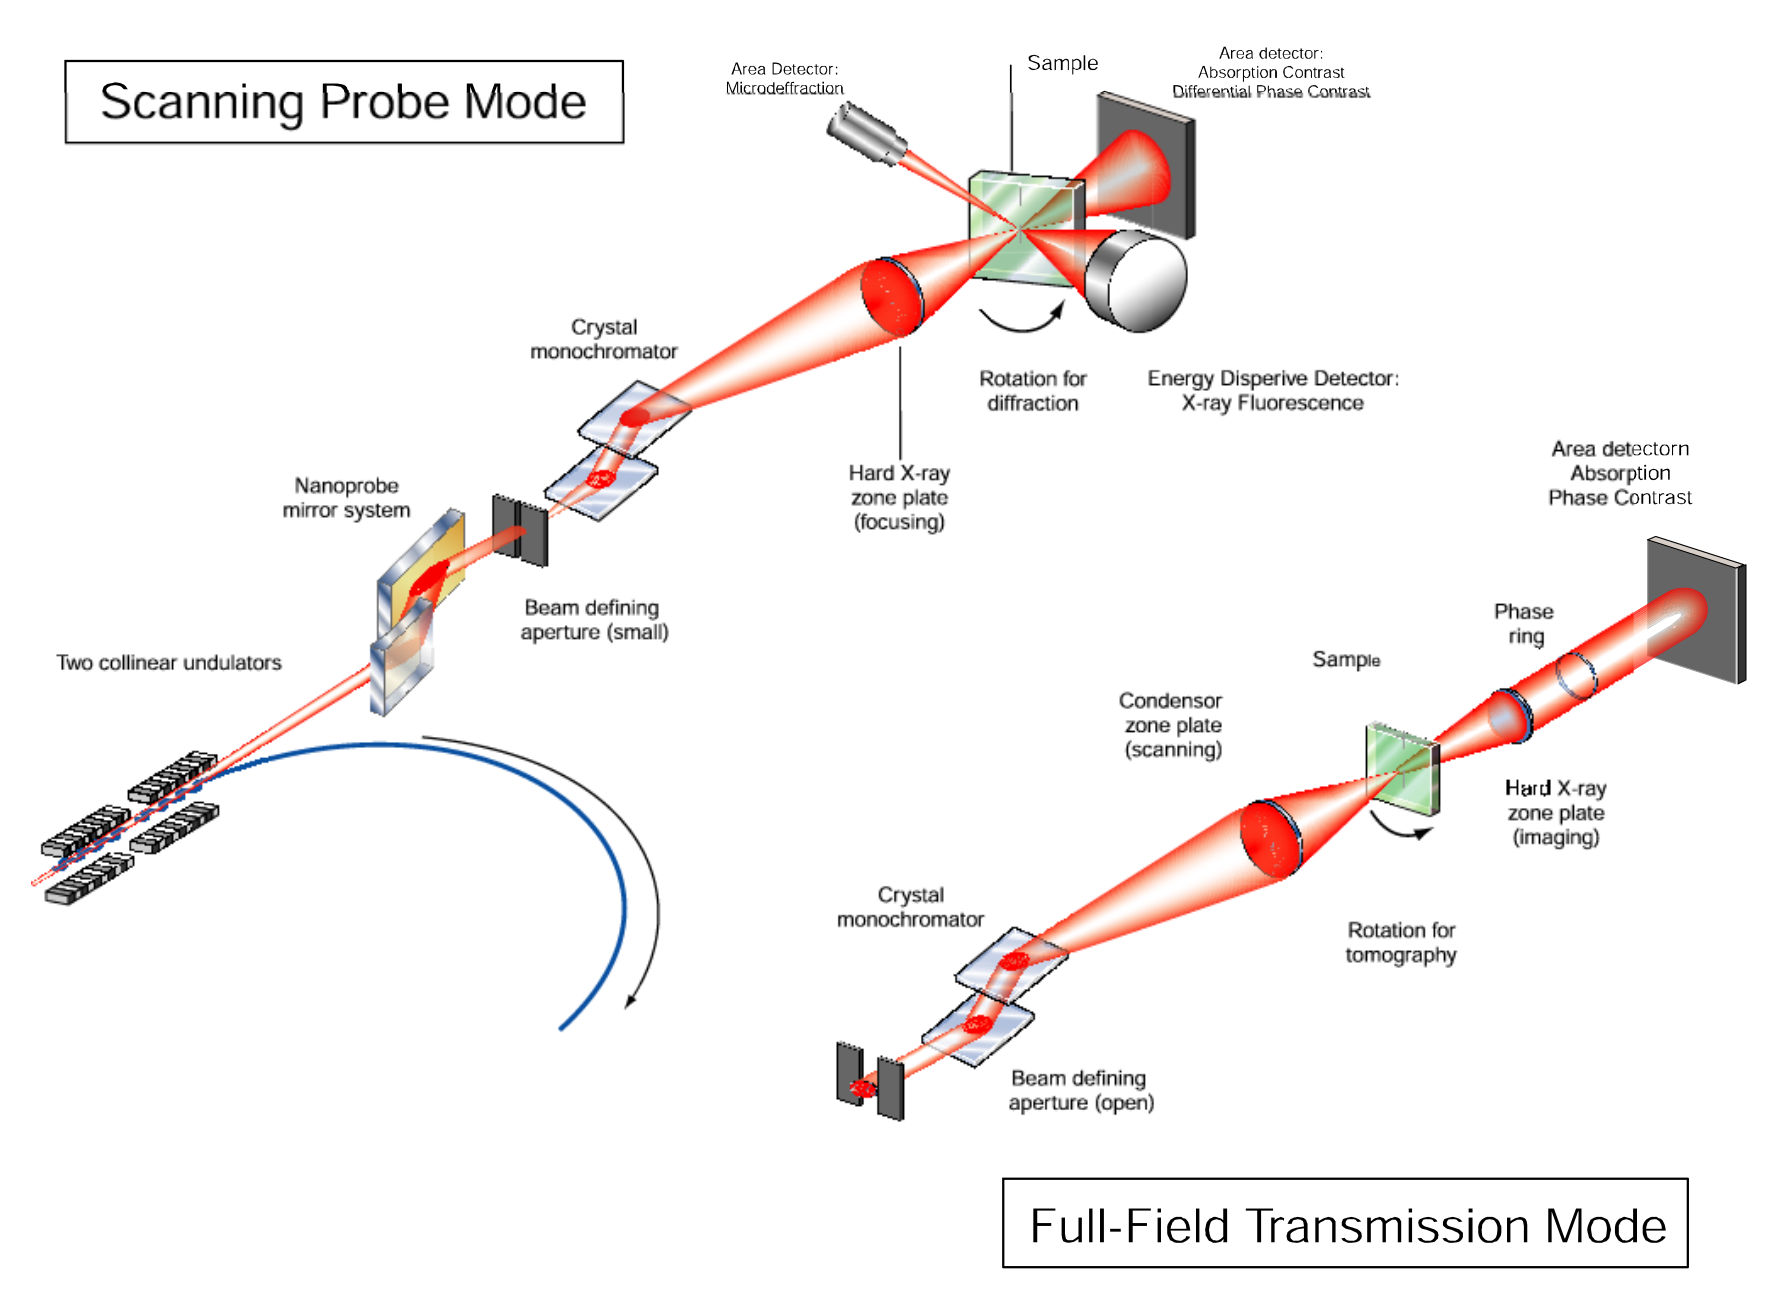 Scanning Probe Mode
Area Detector:
Microdeffraction
Sample
Area detector:
Absorption Contrast
Differential Phase Contrast
Crystal
monochromator
Rotation for
diffraction
Energy Disperive Detector:
X-ray Fluorescence
Hard X-ray
zone plate
(focusing)
Nanoprobe
mirror system
Beam defining
aperture (small)
Two collinear undulators
Area detectorn
Absorption
Phase Contrast
Phase
ring
Sample
Condensor
zone plate
(scanning)
Hard X-ray
zone plate
(imaging)
Crystal
monochromator
Rotation for
tomography
Beam defining
aperture (open)
Full-Field Transmission Mode